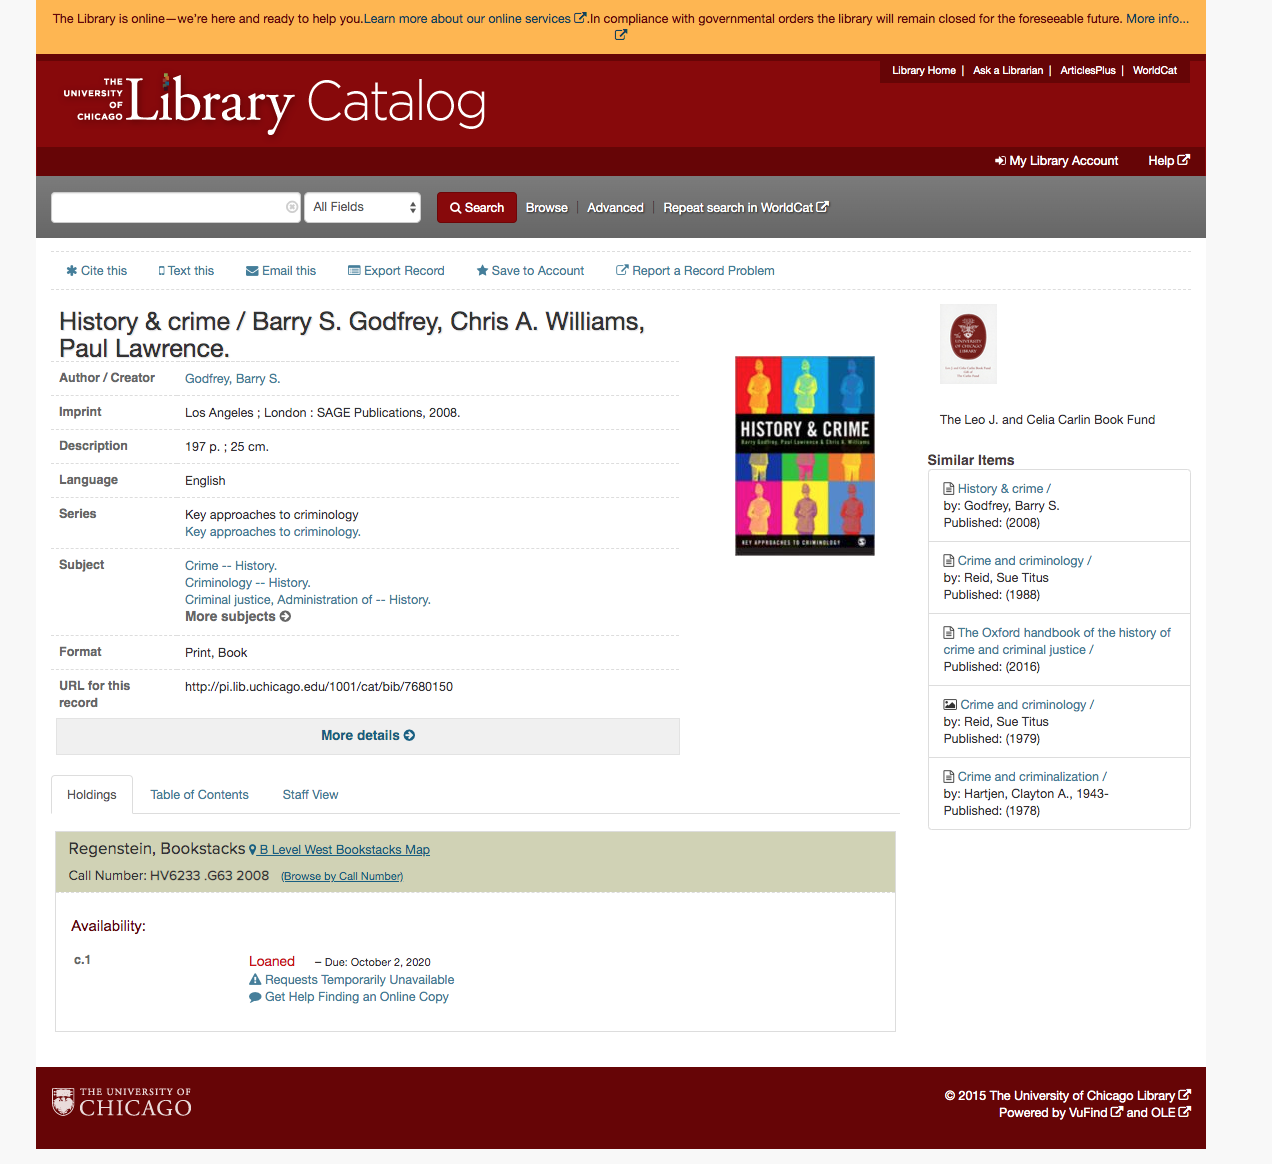 The Library is online—we're here and ready to help you.Learn more about our online services .In compliance with governmental orders the library will remain closed for the foreseeable future. More info...
Library Home | Ask a Librarian | ArticlesPlus | WorldCat
THE
UNIVERSITY
OF
CHICAGO
Library Catalog
My Library Account Help
All Fields Search Browse | Advanced | Repeat search in WorldCat
Cite this Text this Email this Export Record Save to Account Report a Record Problem
History & crime / Barry S. Godfrey, Chris A. Williams,
Paul Lawrence.
Author / Creator Godfrey, Barry S.
Imprint Los Angeles ; London : SAGE Publications, 2008.
Description 197 p. ; 25 cm.
Language English
Series Key approaches to criminology
Key approaches to criminology.
Subject Crime -- History.
Criminology -- History.
Criminal justice, Administration of -- History.
More subjects
Format Print, Book
URL for this
record
http://pi.lib.uchicago.edu/1001/cat/bib/7680150
More details
HISTORY & CRIME
Barry Godfrey, Paul Lawrence & Chris A. Williams
KEY APPROACHES TO CRIMINOLOGY
The
UNIVERSITY
OF CHICAGO
LIBRARY
The Leo J. and Celia Carlin Book Fund
Similar Items
History & crime /
by: Godfrey, Barry S.
Published: (2008)
Crime and criminology /
by: Reid, Sue Titus
Published: (1988)
The Oxford handbook of the history of
crime and criminal justice /
Published: (2016)
Crime and criminology /
by: Reid, Sue Titus
Published: (1979)
Crime and criminalization /
by: Hartjen, Clayton A., 1943-
Published: (1978)
Holdings Table of Contents Staff View
Regenstein, Bookstacks B Level West Bookstacks Map
Call Number: HV6233 .G63 2008 (Browse by Call Number)
Availability:
c.1 Loaned – Due: October 2, 2020
Requests Temporarily Unavailable
Get Help Finding an Online Copy
THE UNIVERSITY OF
CHICAGO
© 2015 The University of Chicago Library
Powered by VuFind and OLE